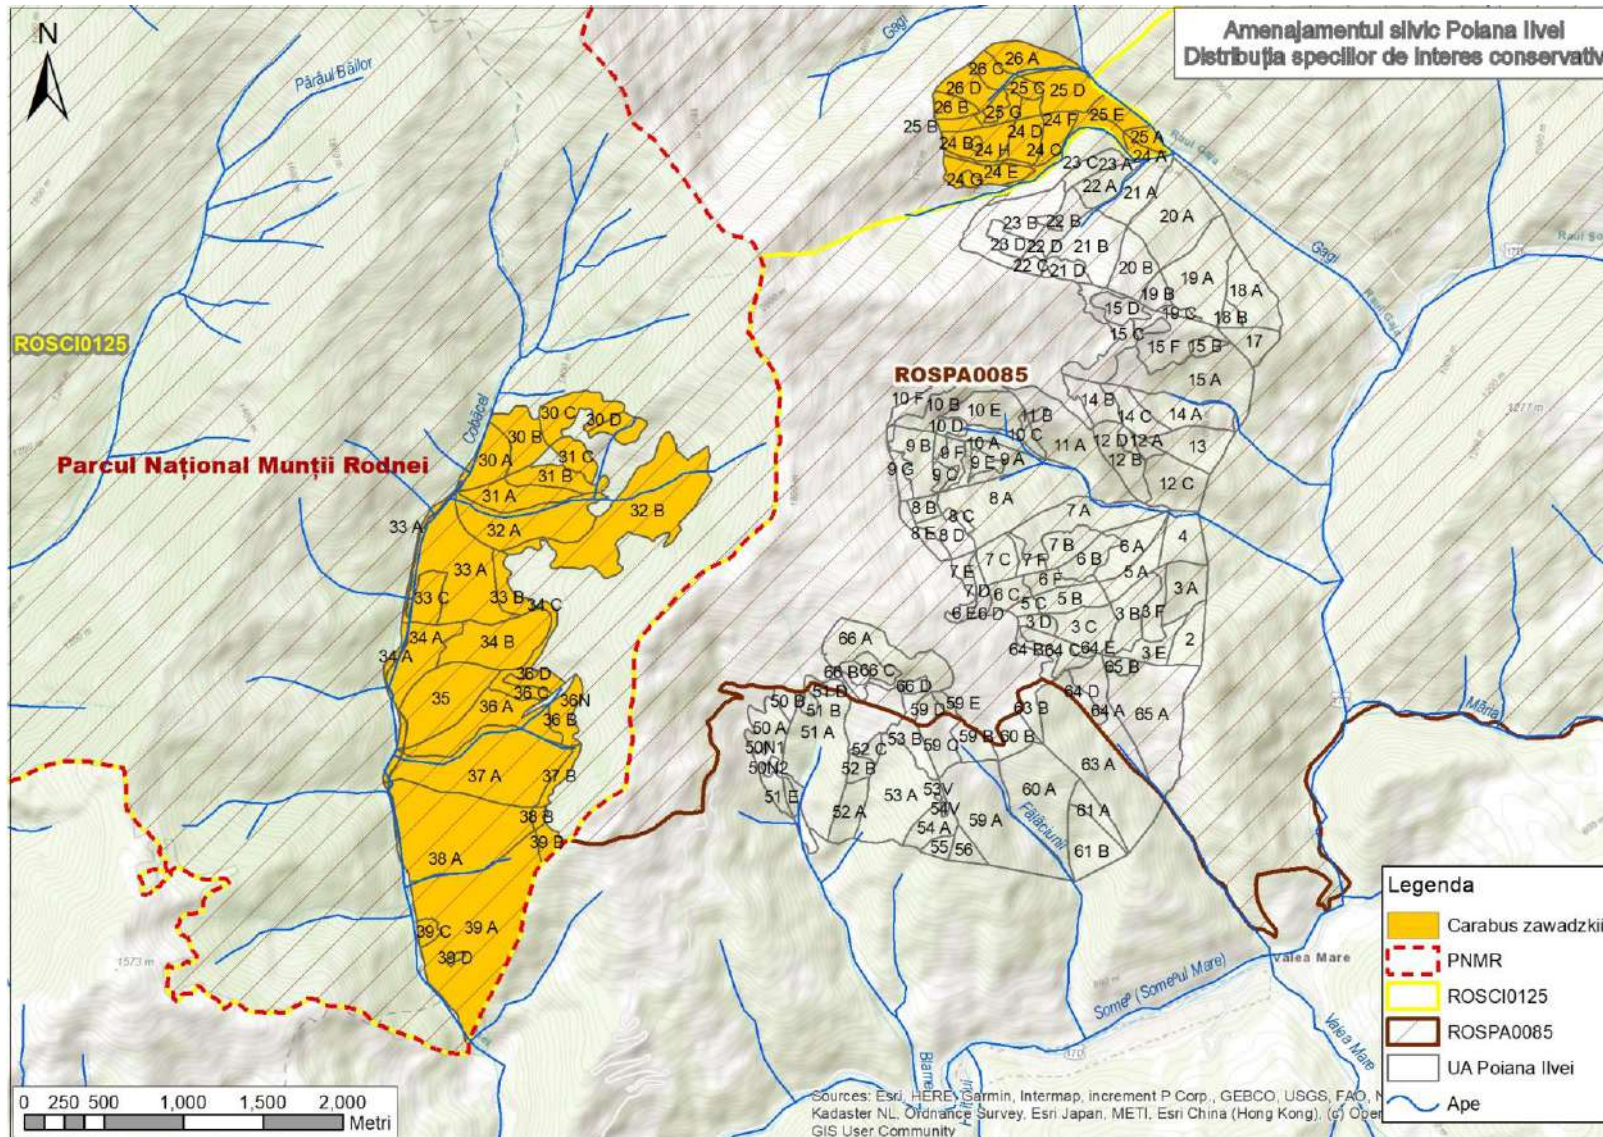 Amenajamentul silvic Poiana Ilvei
Distribuția speciilor de interes conservativ
N
Pârâul Băilor
Gagi
26 A
26 C
26 D
25 C
25 D
26 B
25 G
25 E
25 B
24 F
24 D
25 A
24 B
24 H
24 C
24 A
24 E
24 G
23 C
23 A
22 A
21 A
20 A
23 B
22 B
23 D
22 D
21 B
22 C
21 D
20 B
19 A
18 A
19 B
15 D
19 C
18 B
15 C
15 F
15 B
17
15 A
Gagi
ROSCI0125
ROSPA0085
Parcul Național Munții Rodnei
Cobășel
10 F
10 B
10 E
11 B
10 D
10 C
10 A
11 A
9 B
9 F
9 E
9 A
9 G
9 C
14 B
14 C
14 A
12 D
12 A
13
12 B
12 C
8 A
8 B
8 C
8 E
8 D
7 A
7 B
7 C
7 F
7 E
7 D
6 A
6 B
6 F
6 C
6 E
6 D
5 A
5 B
5 C
4
3 A
3 B
3 F
3 D
3 C
3 E
2
64 B
64 C
64 E
65 B
64 D
64 A
65 A
30 C
30 D
30 B
30 A
31 C
31 B
31 A
32 B
32 A
33 A
33 A
33 C
33 B
34 C
34 A
34 B
34 A
36 D
36 C
35
36 A
36N
36 B
37 A
37 B
38 B
39 B
38 A
39 C
39 A
66 A
66 B
66 C
66 D
51 D
50 B
51 B
59 D
59 E
63 B
50 A
51 A
53 B
59 B
60 B
50N1
52 C
50N2
52 B
63 A
51 E
53 A
53V
60 A
52 A
54V
59 A
61 A
54 A
55
56
61 B
Fățăciunii
Măria
1277 m
1573 m
Valea Mare
Someº (Someºul Mare)
Valea Mare
17D
Legenda
Carabus zawadzkii
PNMR
ROSCI0125
ROSPA0085
UA Poiana Ilvei
Ape
0 250 500 1,000 1,500 2,000
Metri
Sources: Esri, HERE, Garmin, Intermap, increment P Corp., GEBCO, USGS, FAO, N
Kadaster NL, Ordnance Survey, Esri Japan, METI, Esri China (Hong Kong), (c) Open
GIS User Community